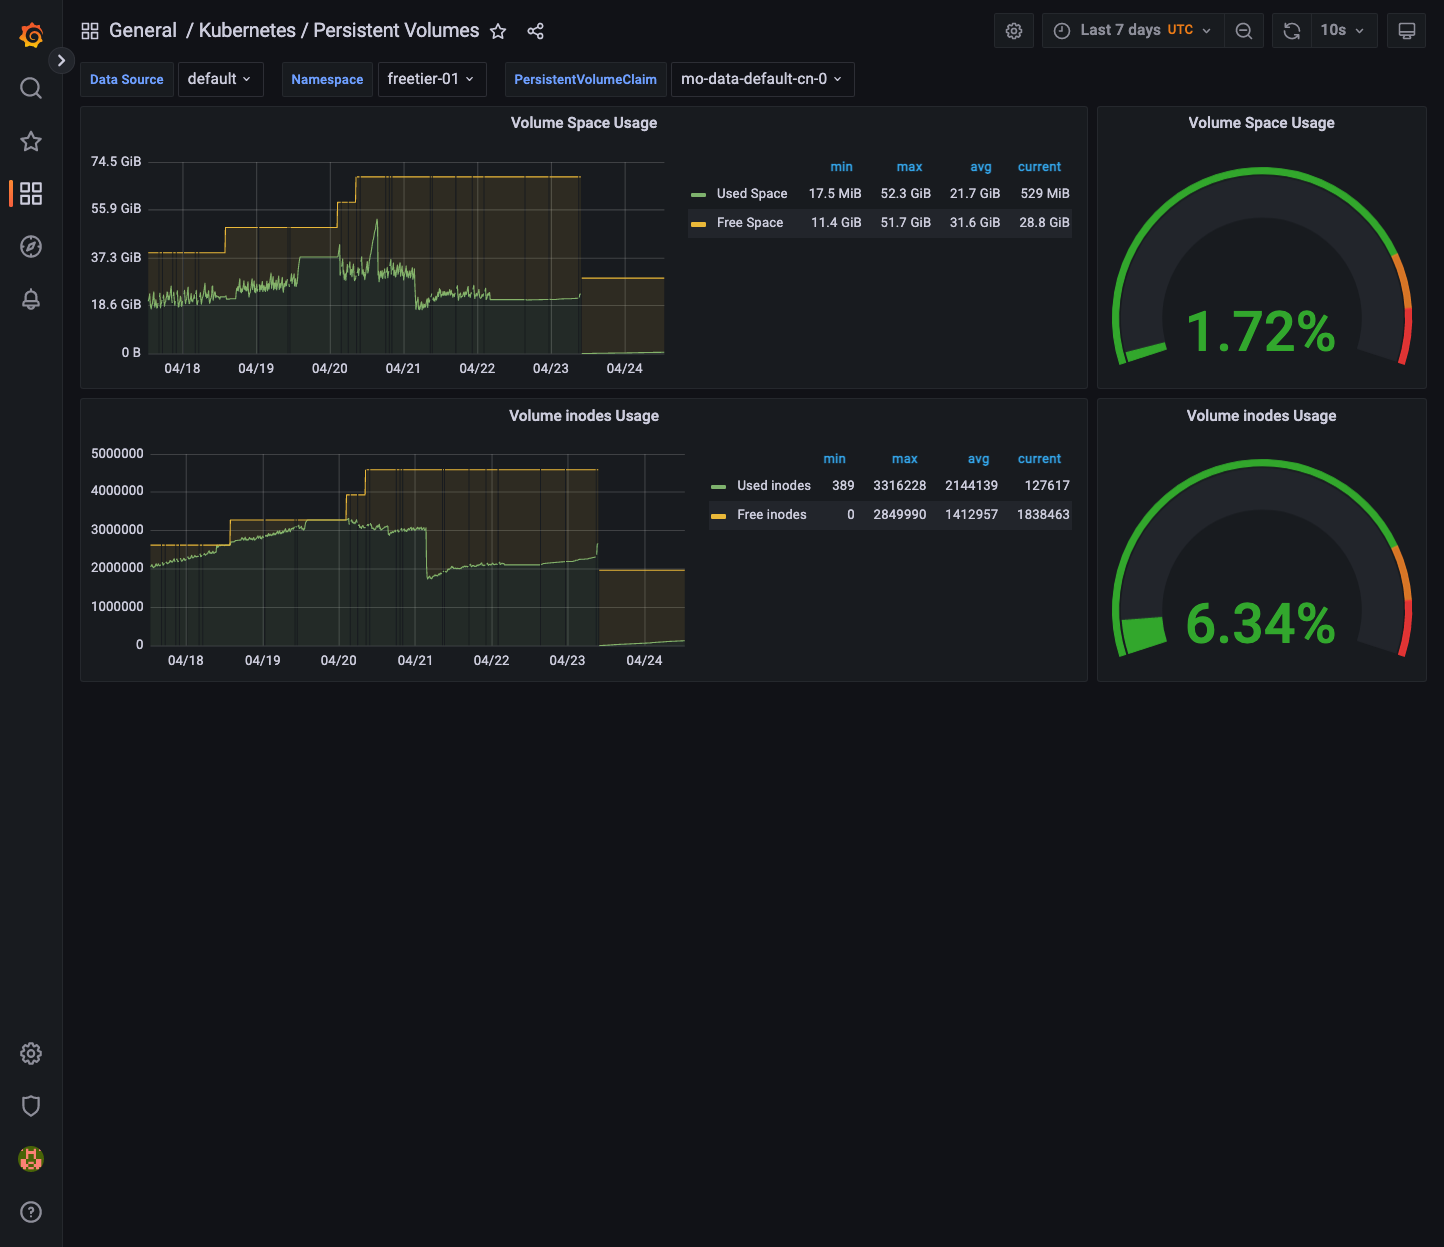 General / Kubernetes / Persistent Volumes
Last 7 days UTC
10s
Data Source default Namespace freetier-01 PersistentVolumeClaim mo-data-default-cn-0
Volume Space Usage
74.5 GiB
55.9 GiB
37.3 GiB
18.6 GiB
0 B
04/18 04/19 04/20 04/21 04/22 04/23 04/24
min max avg current
Used Space 17.5 MiB 52.3 GiB 21.7 GiB 529 MiB
Free Space 11.4 GiB 51.7 GiB 31.6 GiB 28.8 GiB
Volume Space Usage
1.72%
Volume inodes Usage
5000000
4000000
3000000
2000000
1000000
0
04/18 04/19 04/20 04/21 04/22 04/23 04/24
min max avg current
Used inodes 389 3316228 2144139 127617
Free inodes 0 2849990 1412957 1838463
Volume inodes Usage
6.34%